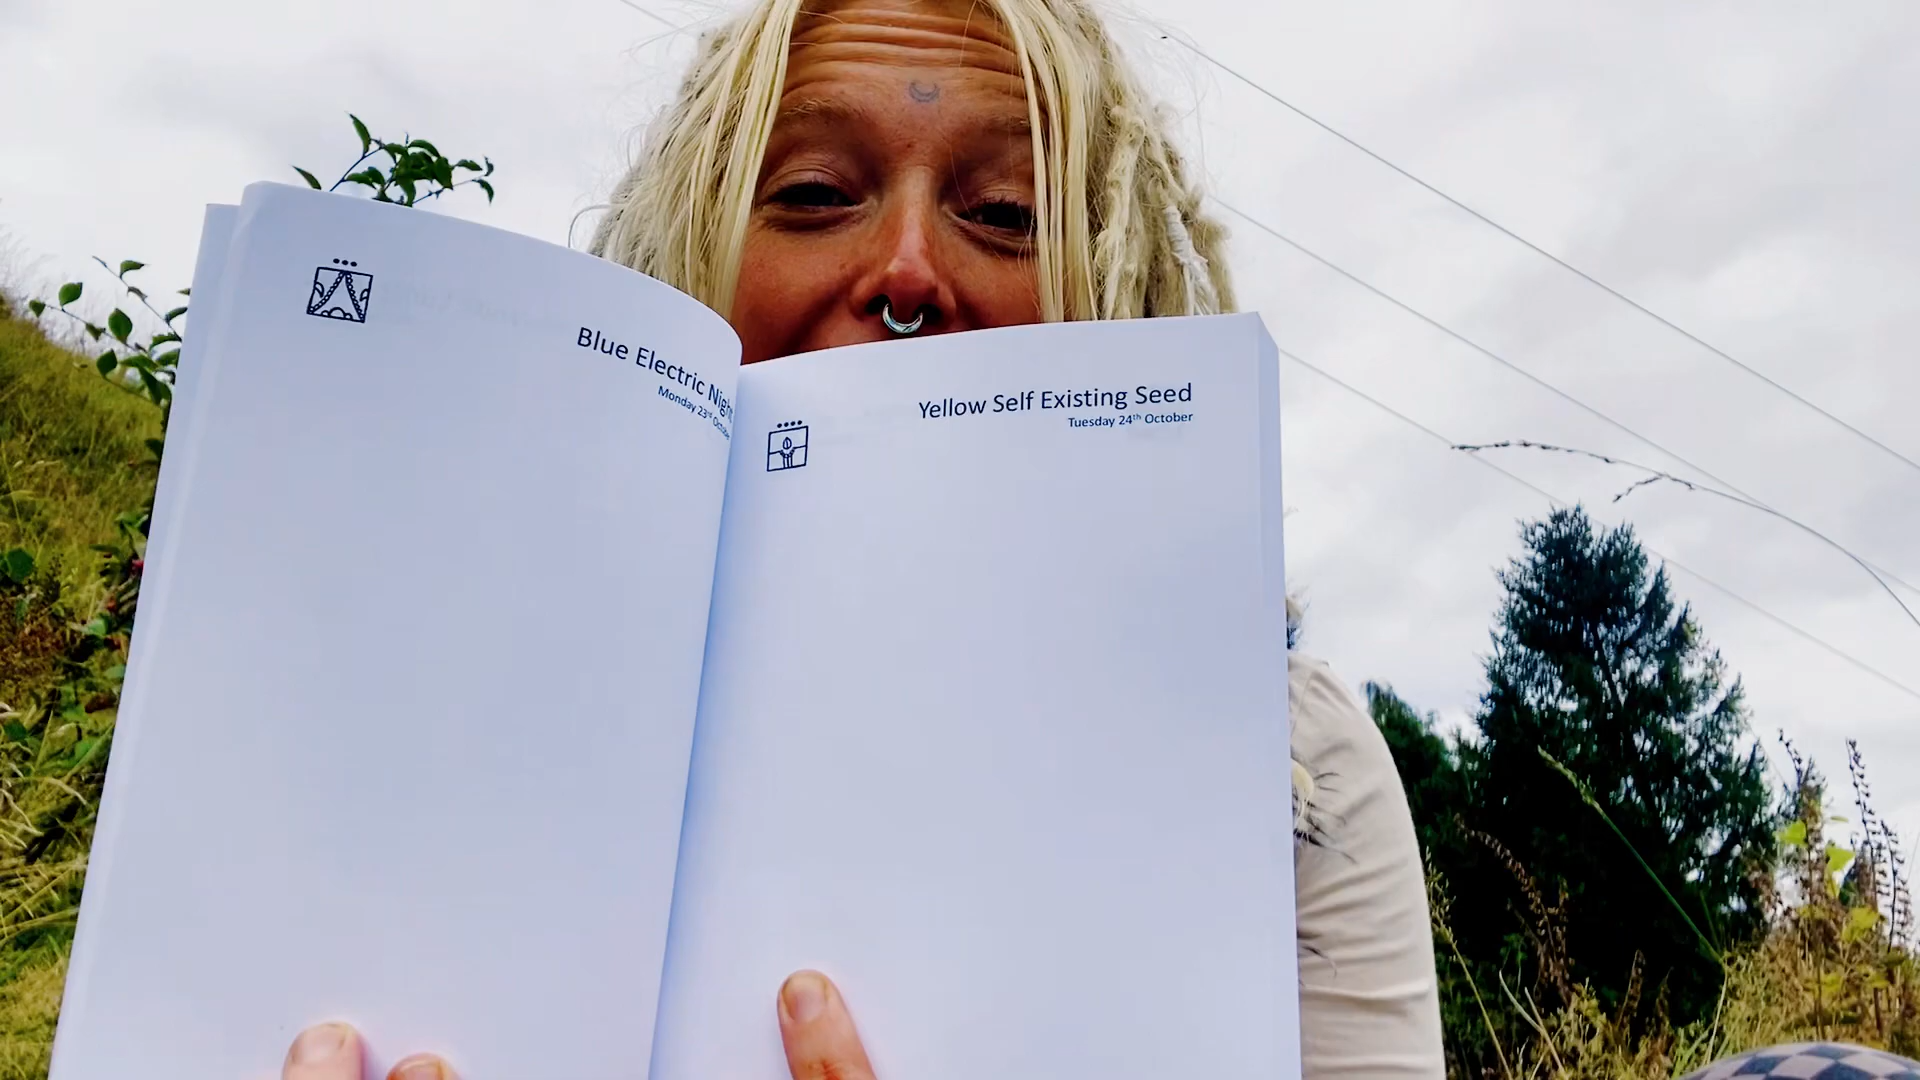 Blue Electric Night
Monday 23rd October
Yellow Self Existing Seed
Tuesday 24th October